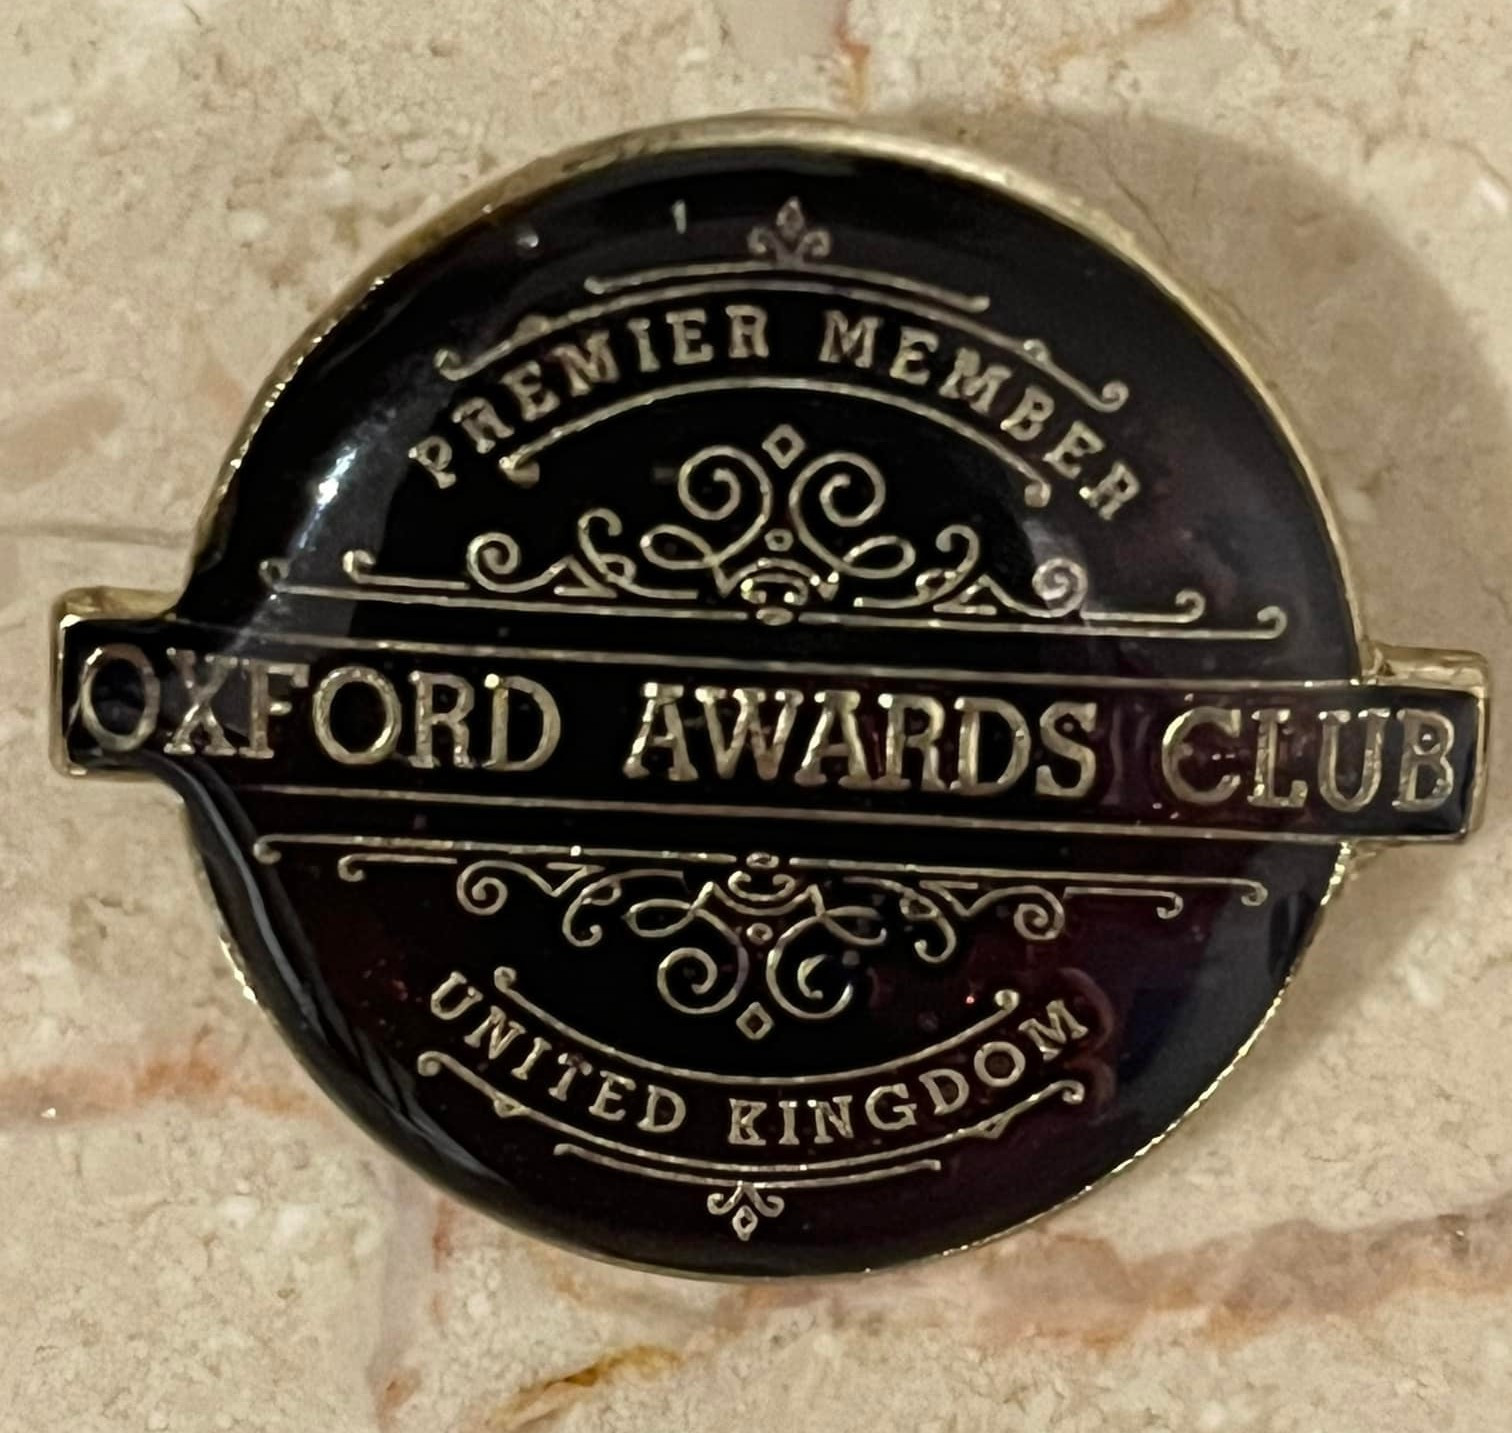 PREMIER MEMBER
OXFORD AWARDS CLUB
UNITED KINGDOM